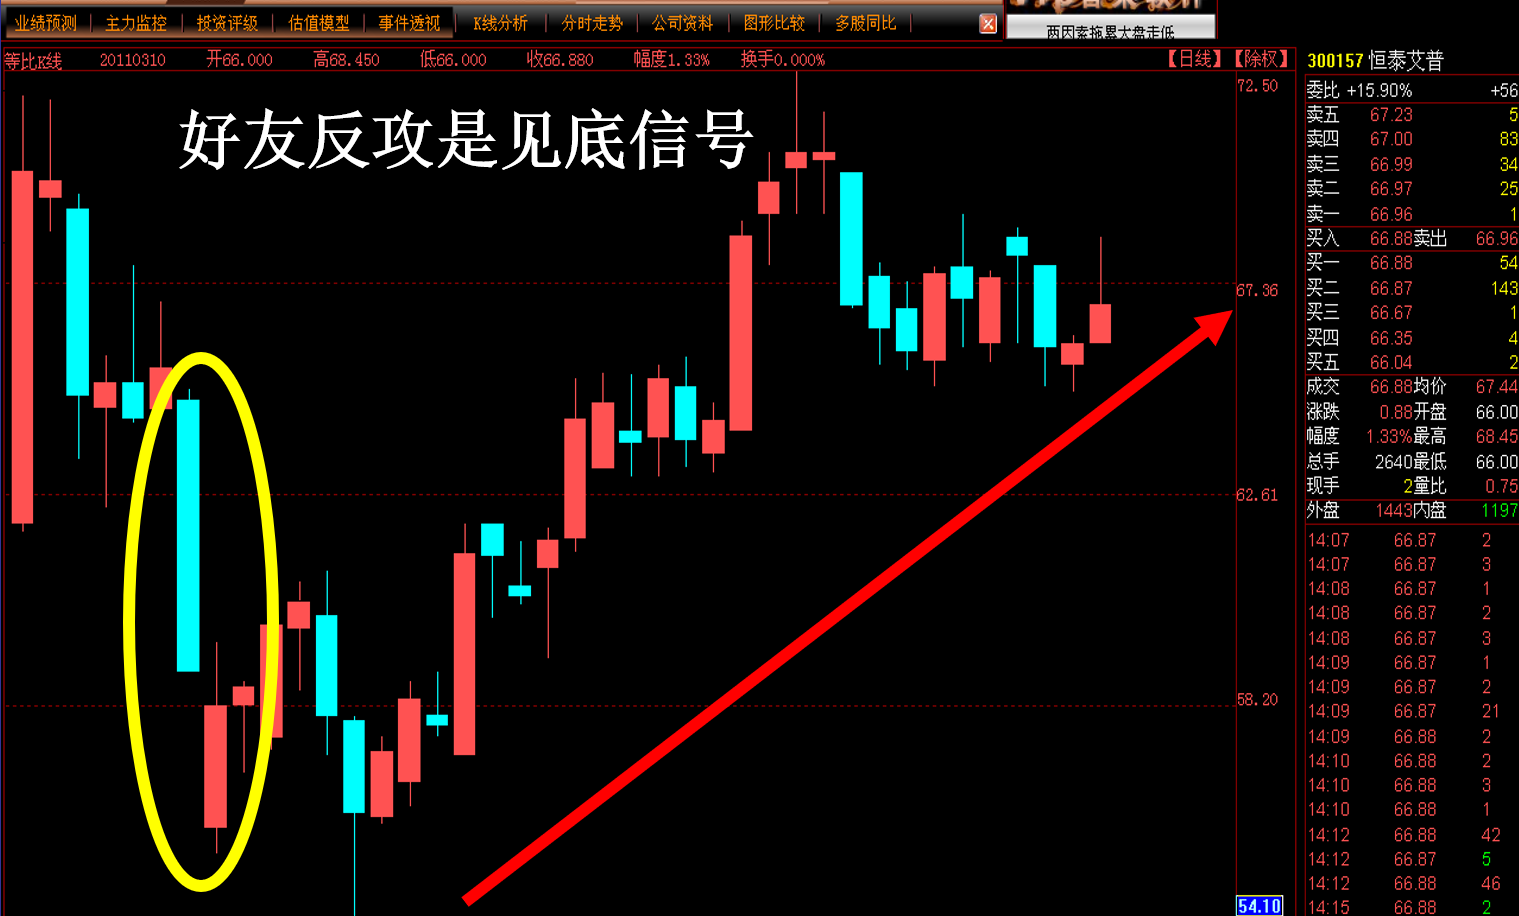 业绩预测 主力监控 投资评级 估值模型 事件透视 K线分析 分时走势 公司资料 图形比较 多股同比
两因素拖累大盘走低
等比K线 20110310 开66.000 高68.450 低66.000 收66.880 幅度1.33% 换手0.000% 【日线】【除权】
72.50
67.36
62.61
58.20
54.10
好友反攻是见底信号
300157 恒泰艾普
委比 +15.90% +56
卖五 67.23 5
卖四 67.00 83
卖三 66.99 34
卖二 66.97 25
卖一 66.96 1
买入 66.88 卖出 66.96
买一 66.88 54
买二 66.87 143
买三 66.67 1
买四 66.35 4
买五 66.04 2
成交 66.88 均价 67.44
涨跌 0.88 开盘 66.00
幅度 1.33% 最高 68.45
总手 2640 最低 66.00
现手 2 量比 0.75
外盘 1443 内盘 1197
14:07 66.87 2
14:07 66.87 3
14:08 66.87 1
14:08 66.87 2
14:08 66.87 3
14:09 66.87 1
14:09 66.87 2
14:09 66.87 21
14:09 66.88 2
14:10 66.88 2
14:10 66.88 3
14:10 66.88 1
14:12 66.88 42
14:12 66.87 5
14:12 66.88 46
14:15 66.88 2